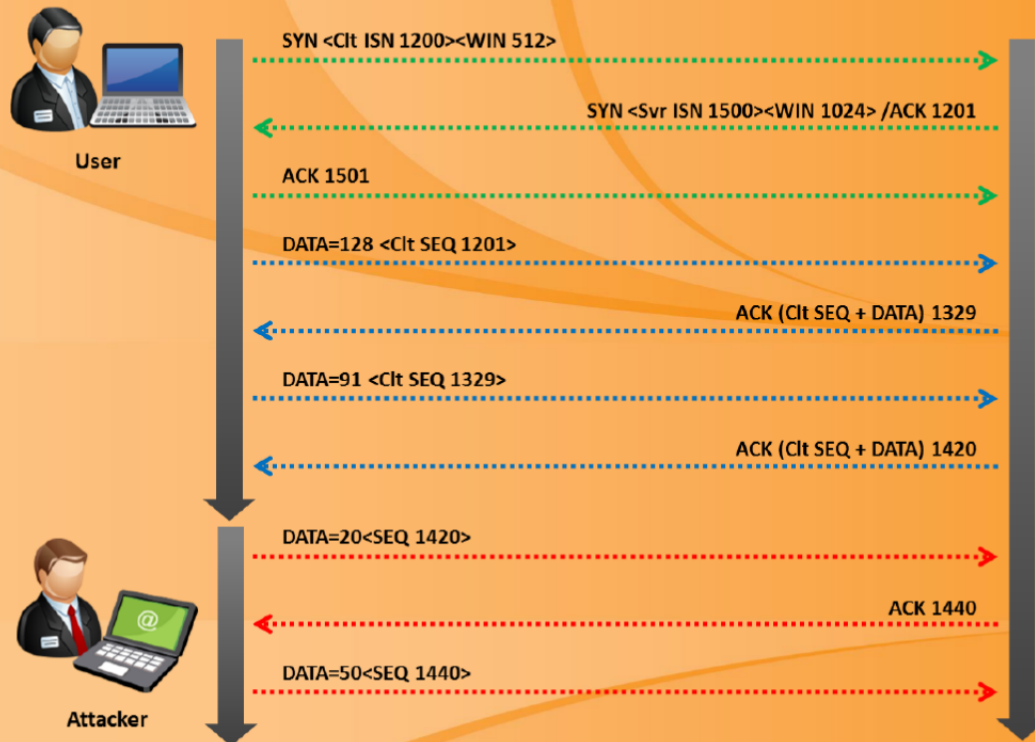 SYN <Clt ISN 1200><WIN 512>
SYN <Svr ISN 1500><WIN 1024> /ACK 1201
User
ACK 1501
DATA=128 <Clt SEQ 1201>
ACK (Clt SEQ + DATA) 1329
DATA=91 <Clt SEQ 1329>
ACK (Clt SEQ + DATA) 1420
DATA=20<SEQ 1420>
@
ACK 1440
DATA=50<SEQ 1440>
Attacker